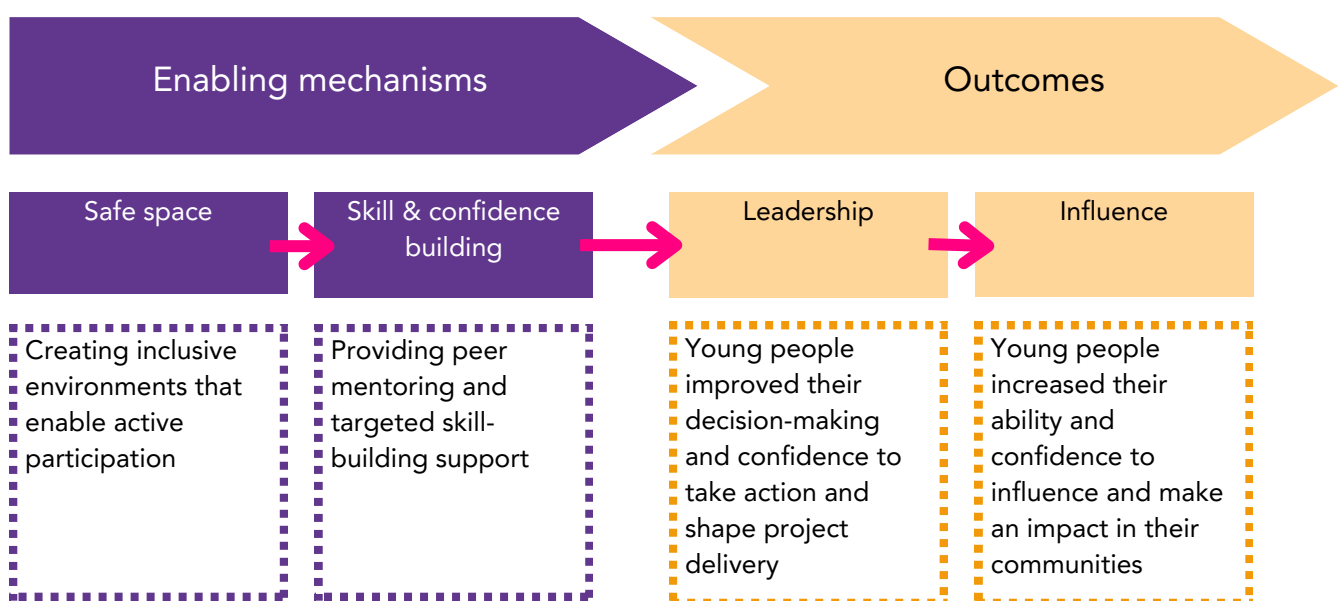 Enabling mechanisms
Outcomes
Safe space
Skill & confidence
building
Leadership
Influence
Creating inclusive
environments that
enable active
participation
Providing peer
mentoring and
targeted skill-
building support
Young people
improved their
decision-making
and confidence to
take action and
shape project
delivery
Young people
increased their
ability and
confidence to
influence and make
an impact in their
communities